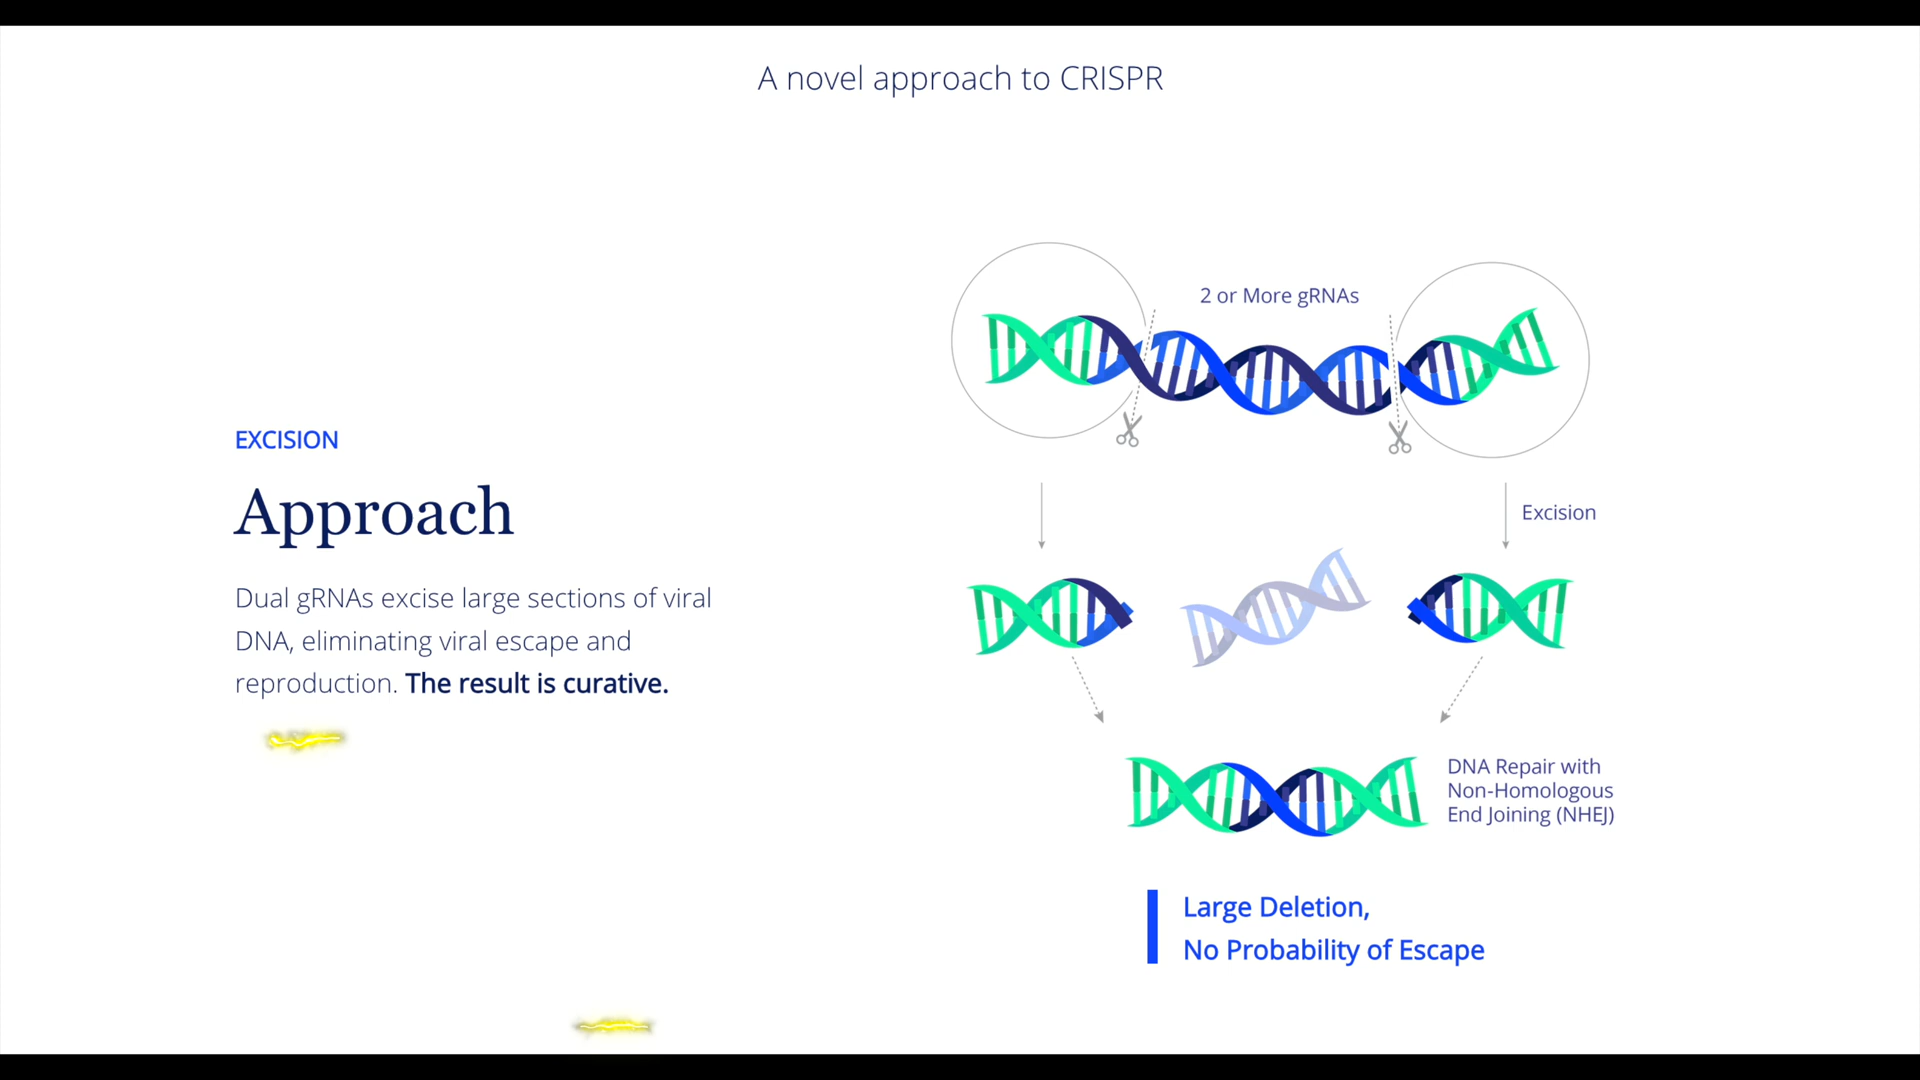 A novel approach to CRISPR
EXCISION
Approach
Dual gRNAs excise large sections of viral
DNA, eliminating viral escape and
reproduction. The result is curative.
2 or More gRNAs
Excision
DNA Repair with
Non-Homologous
End Joining (NHEJ)
Large Deletion,
No Probability of Escape